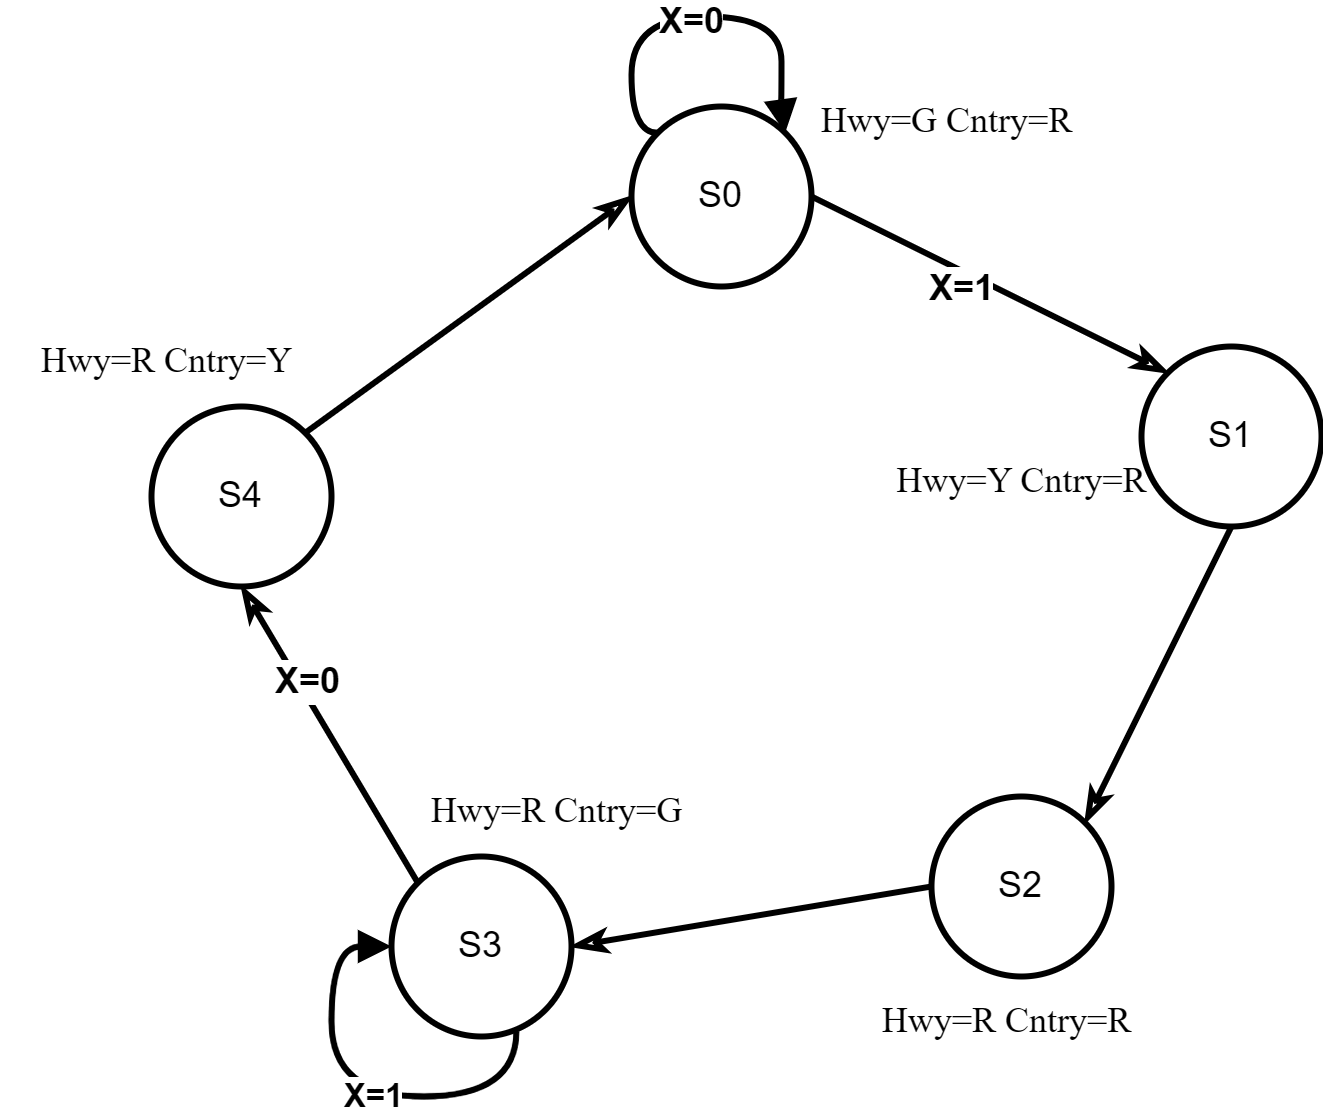 X=0
Hwy=G Cntry=R
S0
X=1
Hwy=R Cntry=Y
S1
Hwy=Y Cntry=R
S4
X=0
Hwy=R Cntry=G
S2
S3
Hwy=R Cntry=R
X=1